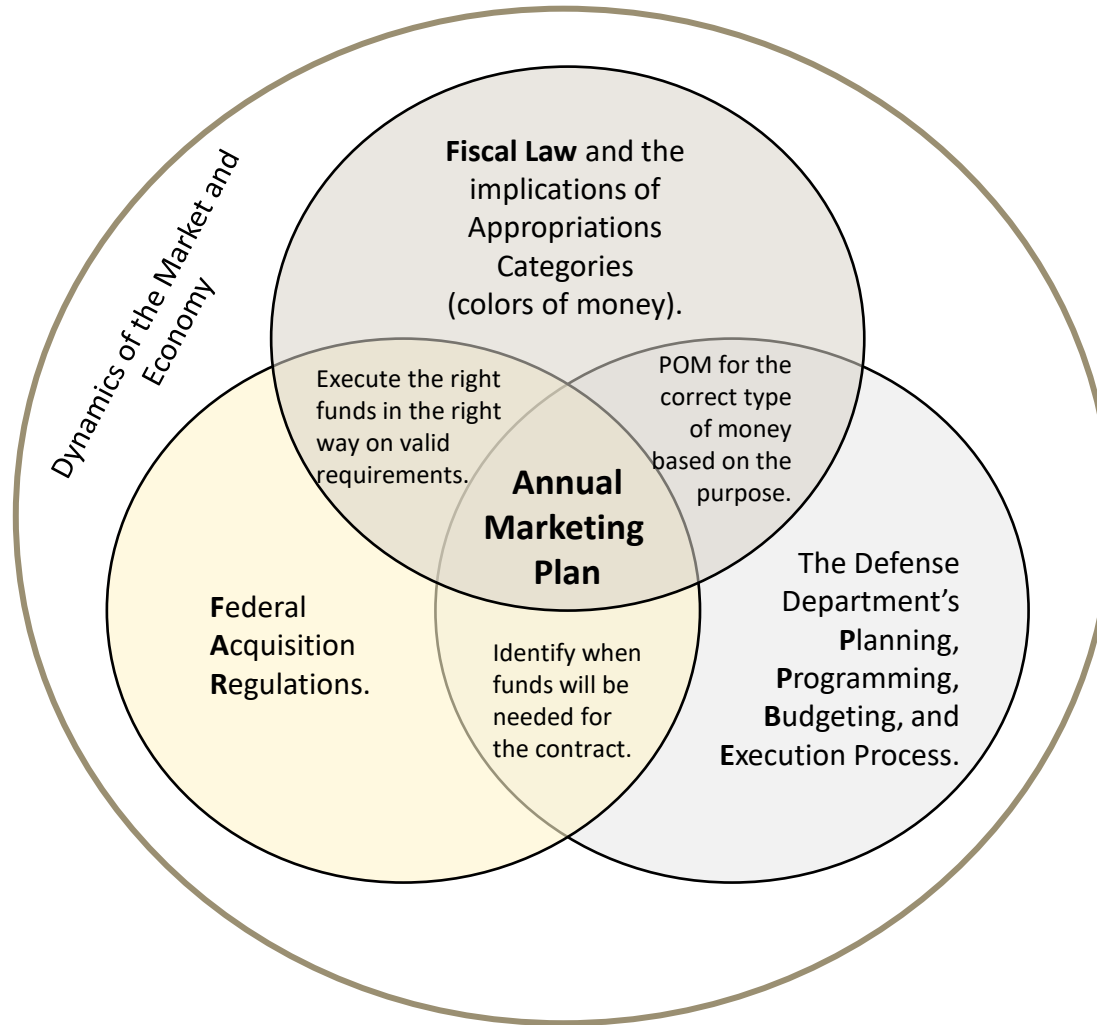 Dynamics of the Market and
Economy
Fiscal Law and the
implications of
Appropriations
Categories
(colors of money).
Execute the right
funds in the right
way on valid
requirements.
POM for the
correct type
of money
based on the
purpose.
Annual
Marketing
Plan
Federal
Acquisition
Regulations.
Identify when
funds will be
needed for
the contract.
The Defense
Department’s
Planning,
Programming,
Budgeting, and
Execution Process.